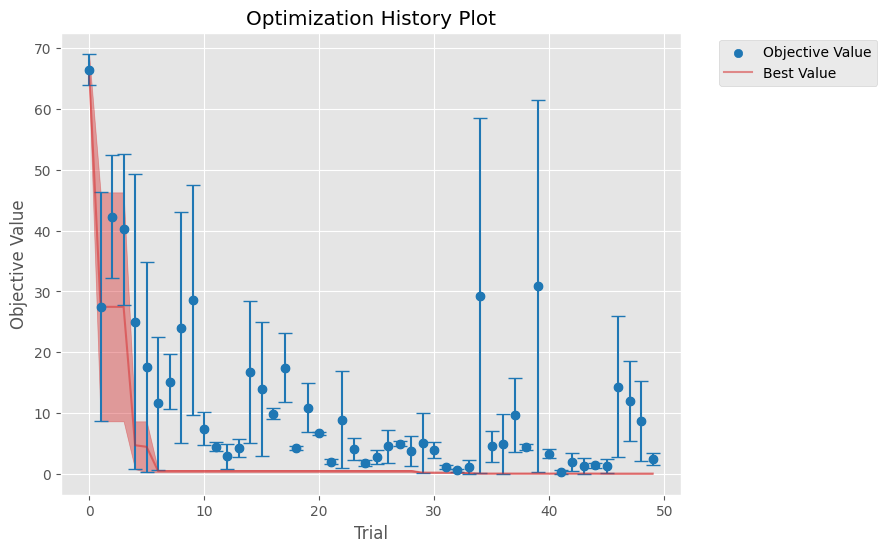 Optimization History Plot
Objective Value
Best Value
Objective Value
70
60
50
40
30
20
10
0
0 10 20 30 40 50
Trial